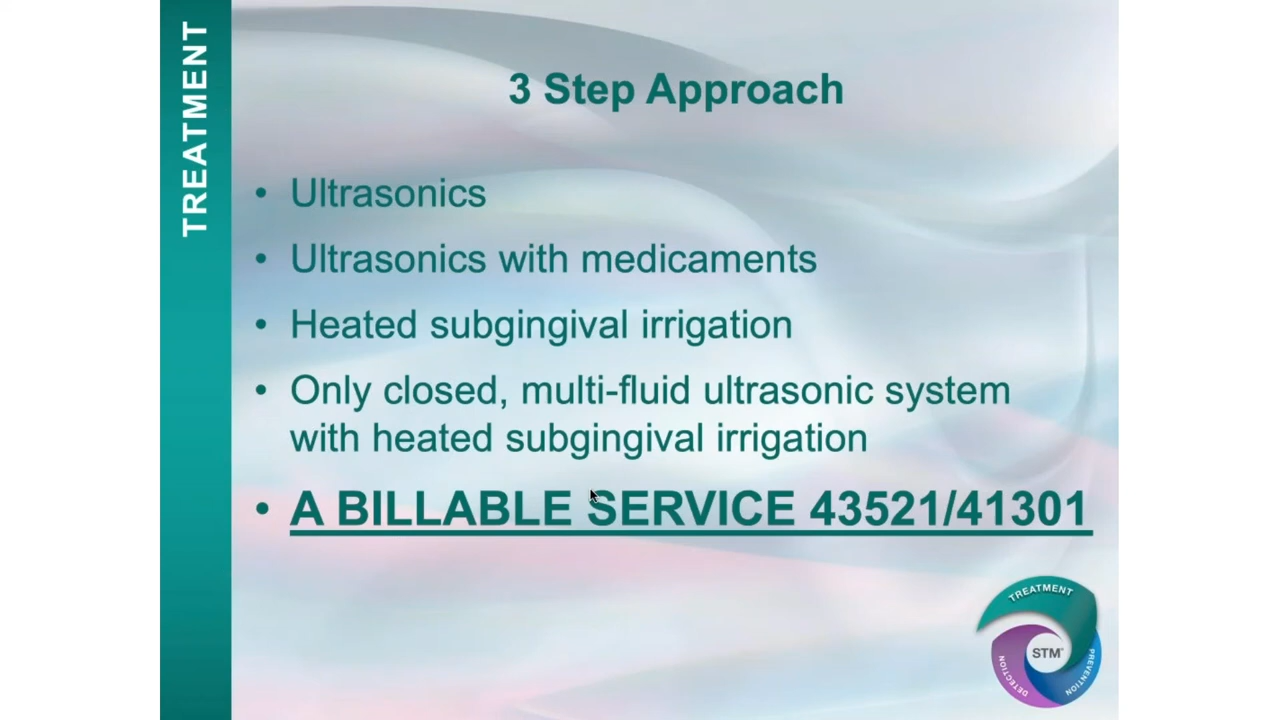 TREATMENT
3 Step Approach
• Ultrasonics
• Ultrasonics with medicaments
• Heated subgingival irrigation
• Only closed, multi-fluid ultrasonic system
with heated subgingival irrigation
• A BILLABLE SERVICE 43521/41301
TREATMENT
STM®
DETECTION
PREVENTION